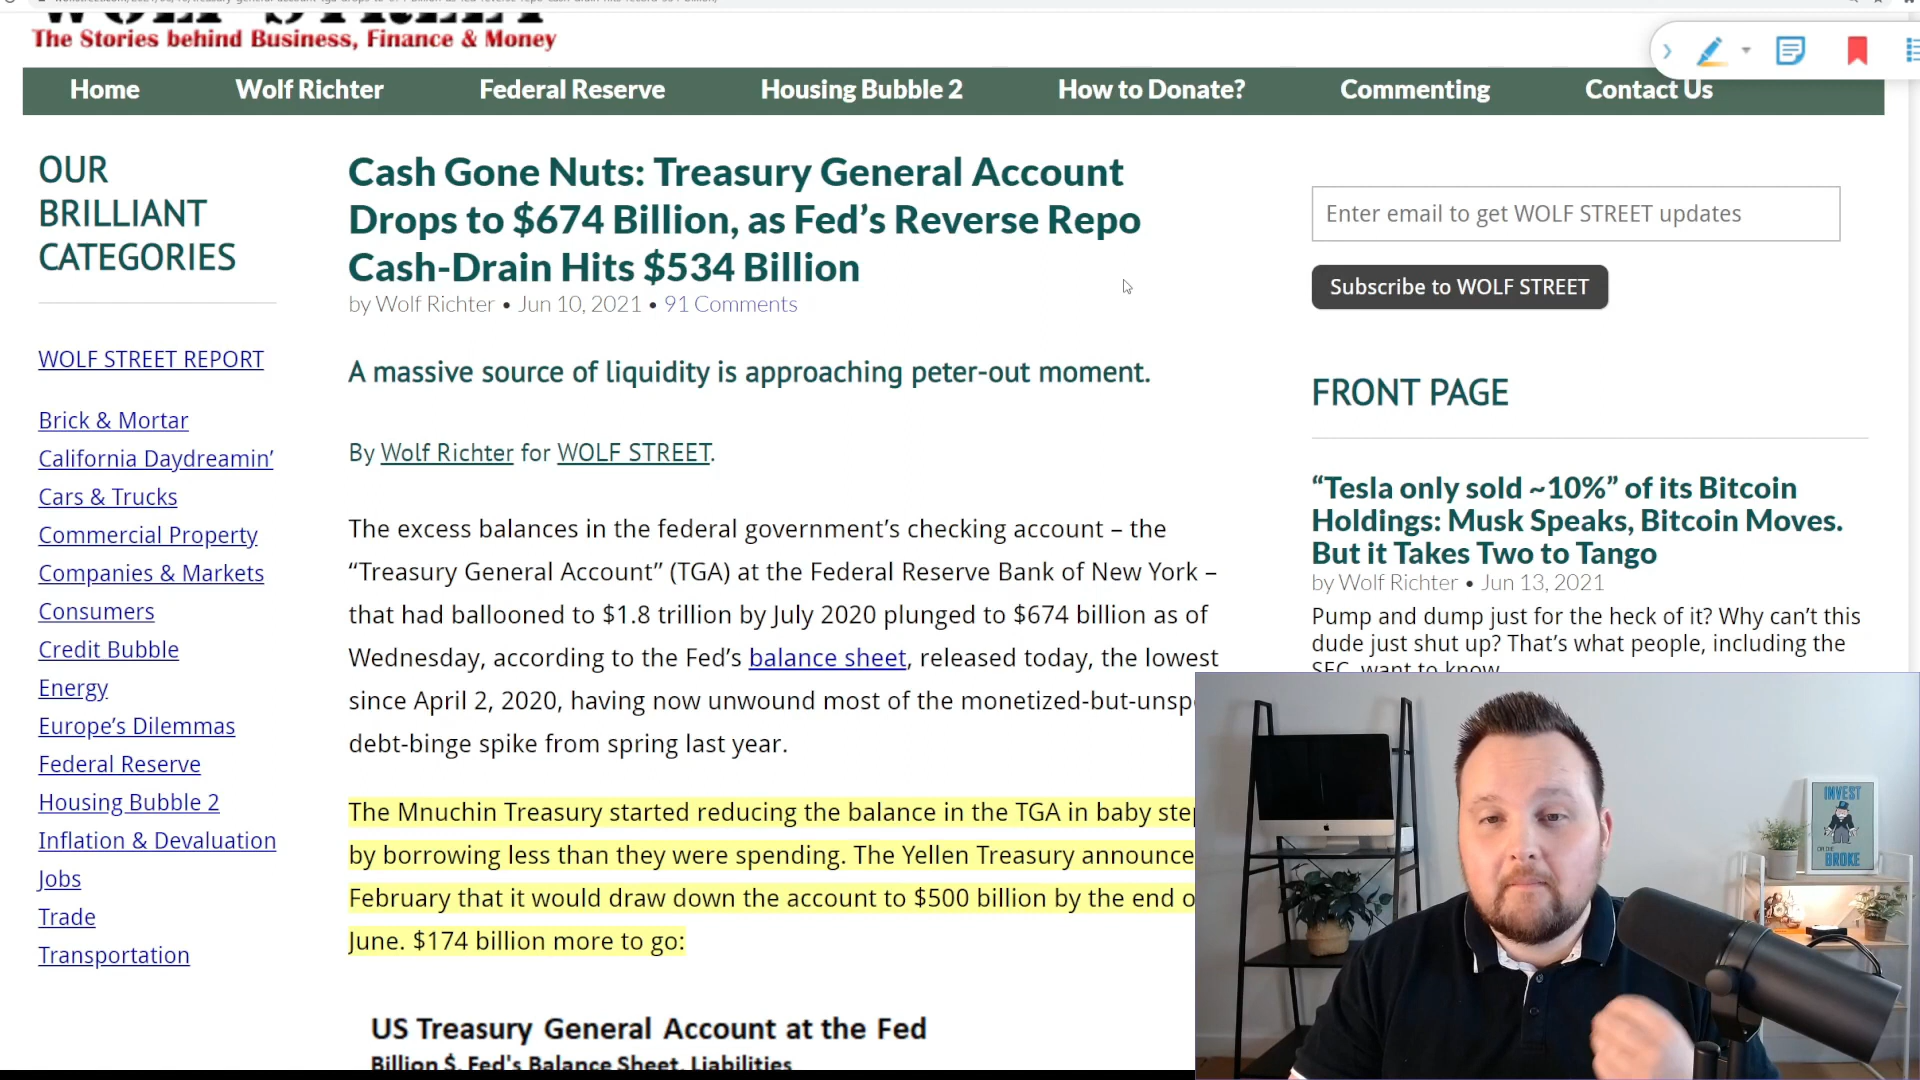 WOLF STREET
The Stories behind Business, Finance & Money
Home
Wolf Richter
Federal Reserve
Housing Bubble 2
How to Donate?
Commenting
Contact Us
OUR
BRILLIANT
CATEGORIES
WOLF STREET REPORT
Brick & Mortar
California Daydreamin’
Cars & Trucks
Commercial Property
Companies & Markets
Consumers
Credit Bubble
Energy
Europe’s Dilemmas
Federal Reserve
Housing Bubble 2
Inflation & Devaluation
Jobs
Trade
Transportation
Cash Gone Nuts: Treasury General Account
Drops to $674 Billion, as Fed’s Reverse Repo
Cash-Drain Hits $534 Billion
by Wolf Richter • Jun 10, 2021 • 91 Comments
A massive source of liquidity is approaching peter-out moment.
By Wolf Richter for WOLF STREET.
The excess balances in the federal government’s checking account – the
“Treasury General Account” (TGA) at the Federal Reserve Bank of New York –
that had ballooned to $1.8 trillion by July 2020 plunged to $674 billion as of
Wednesday, according to the Fed’s balance sheet, released today, the lowest
since April 2, 2020, having now unwound most of the monetized-but-unsp
debt-binge spike from spring last year.
The Mnuchin Treasury started reducing the balance in the TGA in baby step
by borrowing less than they were spending. The Yellen Treasury announce
February that it would draw down the account to $500 billion by the end o
June. $174 billion more to go:
US Treasury General Account at the Fed
Billion $, Fed's Balance Sheet, Liabilities
Enter email to get WOLF STREET updates
Subscribe to WOLF STREET
FRONT PAGE
“Tesla only sold ~10%” of its Bitcoin
Holdings: Musk Speaks, Bitcoin Moves.
But it Takes Two to Tango
by Wolf Richter • Jun 13, 2021
Pump and dump just for the heck of it? Why can’t this
dude just shut up? That’s what people, including the
SEC, want to know
INVEST
OR DIE
BROKE